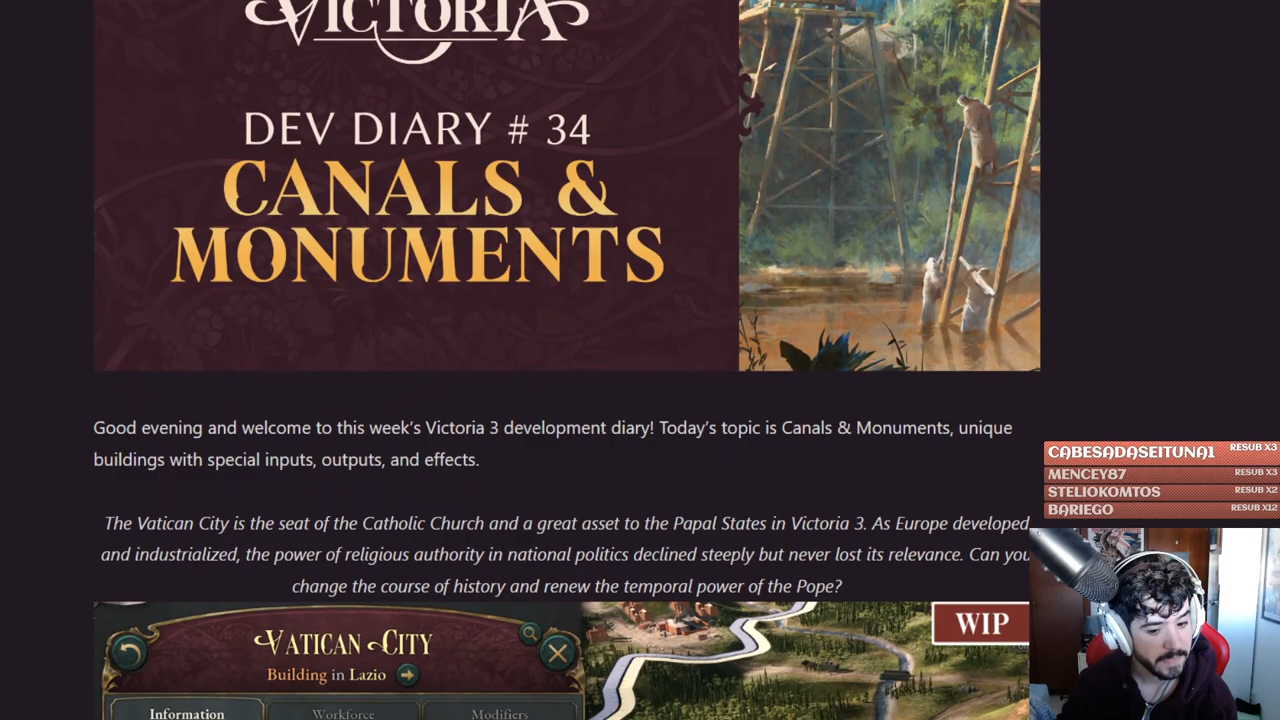 VICTORIA
DEV DIARY # 34
CANALS &
MONUMENTS
Good evening and welcome to this week’s Victoria 3 development diary! Today’s topic is Canals & Monuments, unique
buildings with special inputs, outputs, and effects.
The Vatican City is the seat of the Catholic Church and a great asset to the Papal States in Victoria 3. As Europe developed
and industrialized, the power of religious authority in national politics declined steeply but never lost its relevance. Can you
change the course of history and renew the temporal power of the Pope?
CABESADASEITUNA1 RESUB X3
MENCEY87 RESUB X3
STELIOKOMTOS RESUB X2
BARIEGO RESUB X12
VATICAN CITY
Building in Lazio
WIP
Information Workforce Modifiers